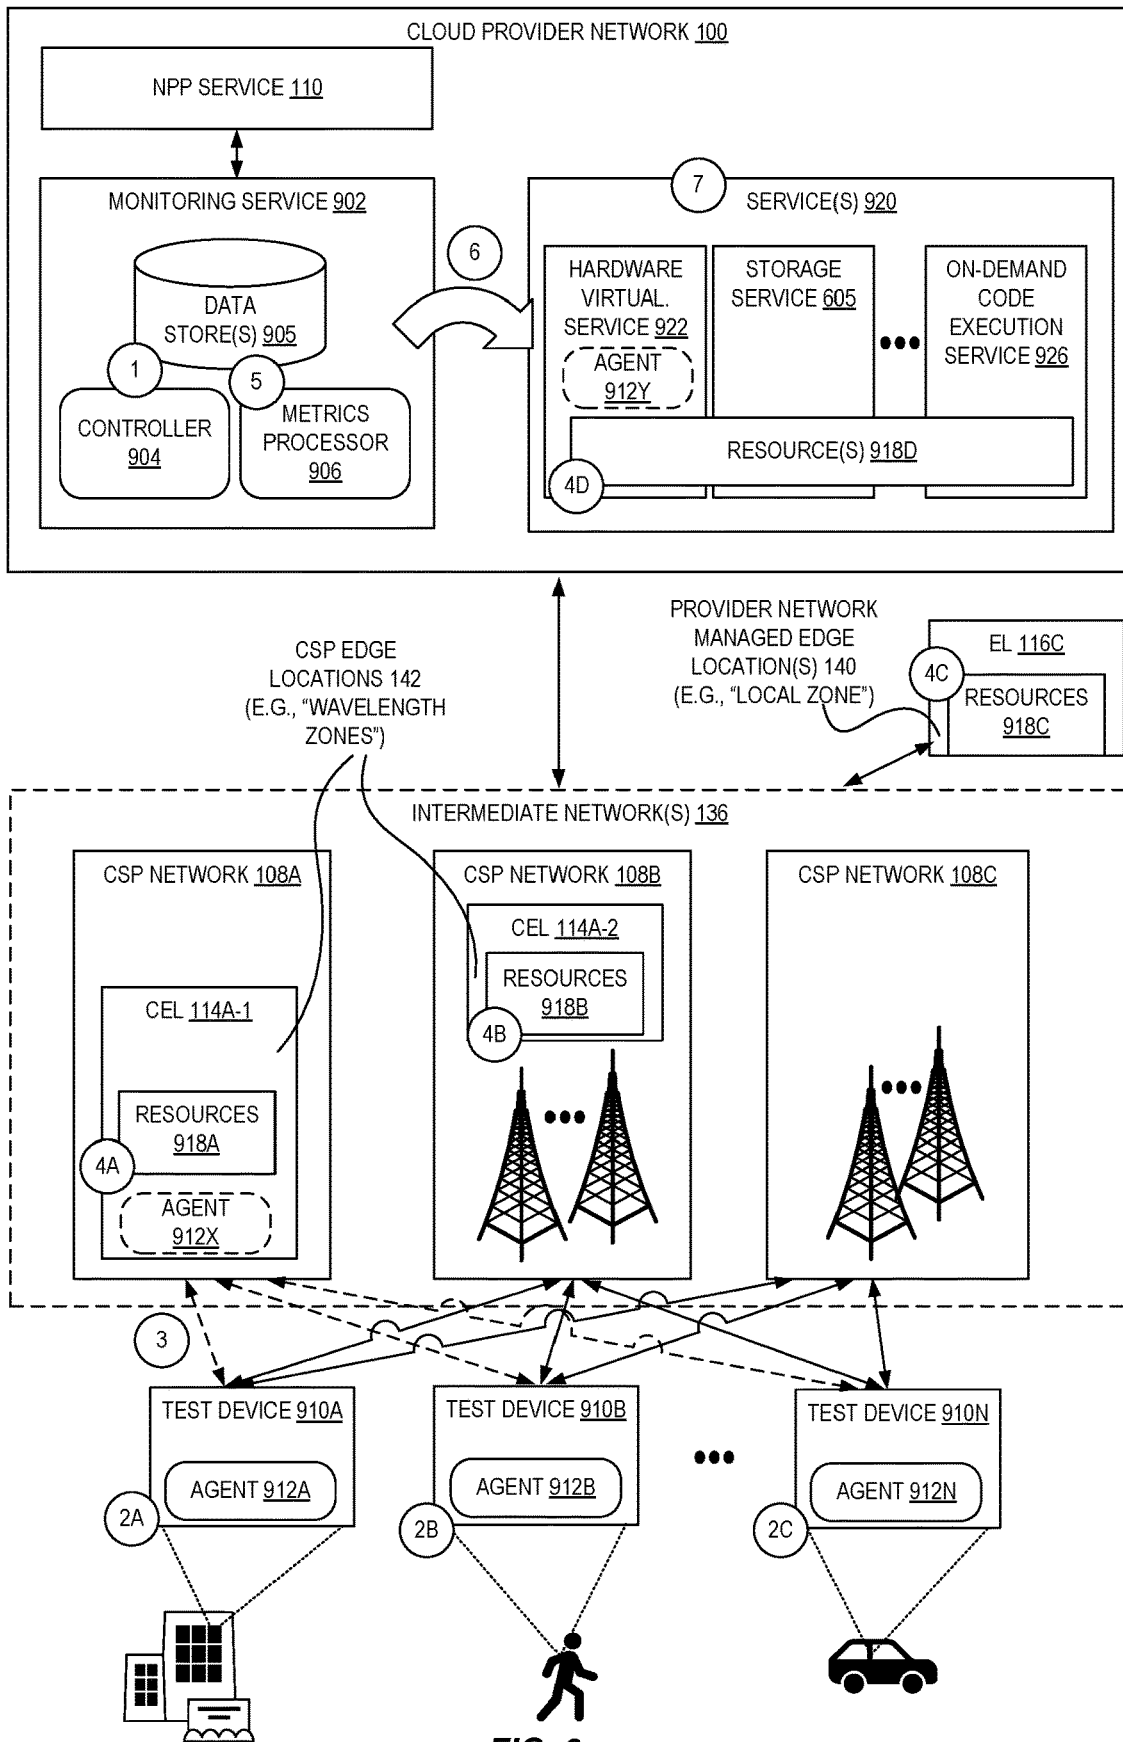 CLOUD PROVIDER NETWORK 100
NPP SERVICE 110
MONITORING SERVICE 902
DATA
STORE(S) 905
1
5
CONTROLLER
904
METRICS
PROCESSOR
906
6
7
SERVICE(S) 920
HARDWARE
VIRTUAL.
SERVICE 922
AGENT
912Y
STORAGE
SERVICE 605
ON-DEMAND
CODE
EXECUTION
SERVICE 926
RESOURCE(S) 918D
4D
CSP EDGE
LOCATIONS 142
(E.G., “WAVELENGTH
ZONES”)
PROVIDER NETWORK
MANAGED EDGE
LOCATION(S) 140
(E.G., “LOCAL ZONE”)
EL 116C
4C
RESOURCES
918C
INTERMEDIATE NETWORK(S) 136
CSP NETWORK 108A
CEL 114A-1
RESOURCES
918A
4A
AGENT
912X
CSP NETWORK 108B
CEL 114A-2
RESOURCES
918B
4B
CSP NETWORK 108C
3
TEST DEVICE 910A
AGENT 912A
2A
TEST DEVICE 910B
AGENT 912B
2B
TEST DEVICE 910N
AGENT 912N
2C